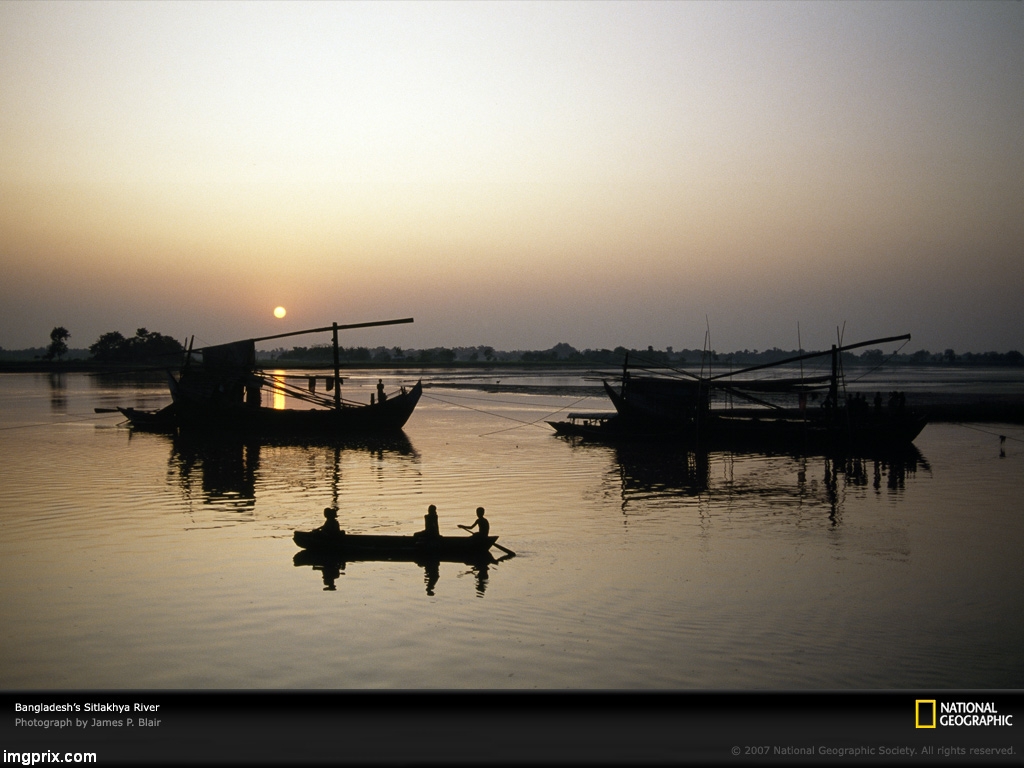 Bangladesh's Sitlakhya River
Photograph by James P. Blair
NATIONAL
GEOGRAPHIC
© 2007 National Geographic Society. All rights reserved.
imgprix.com